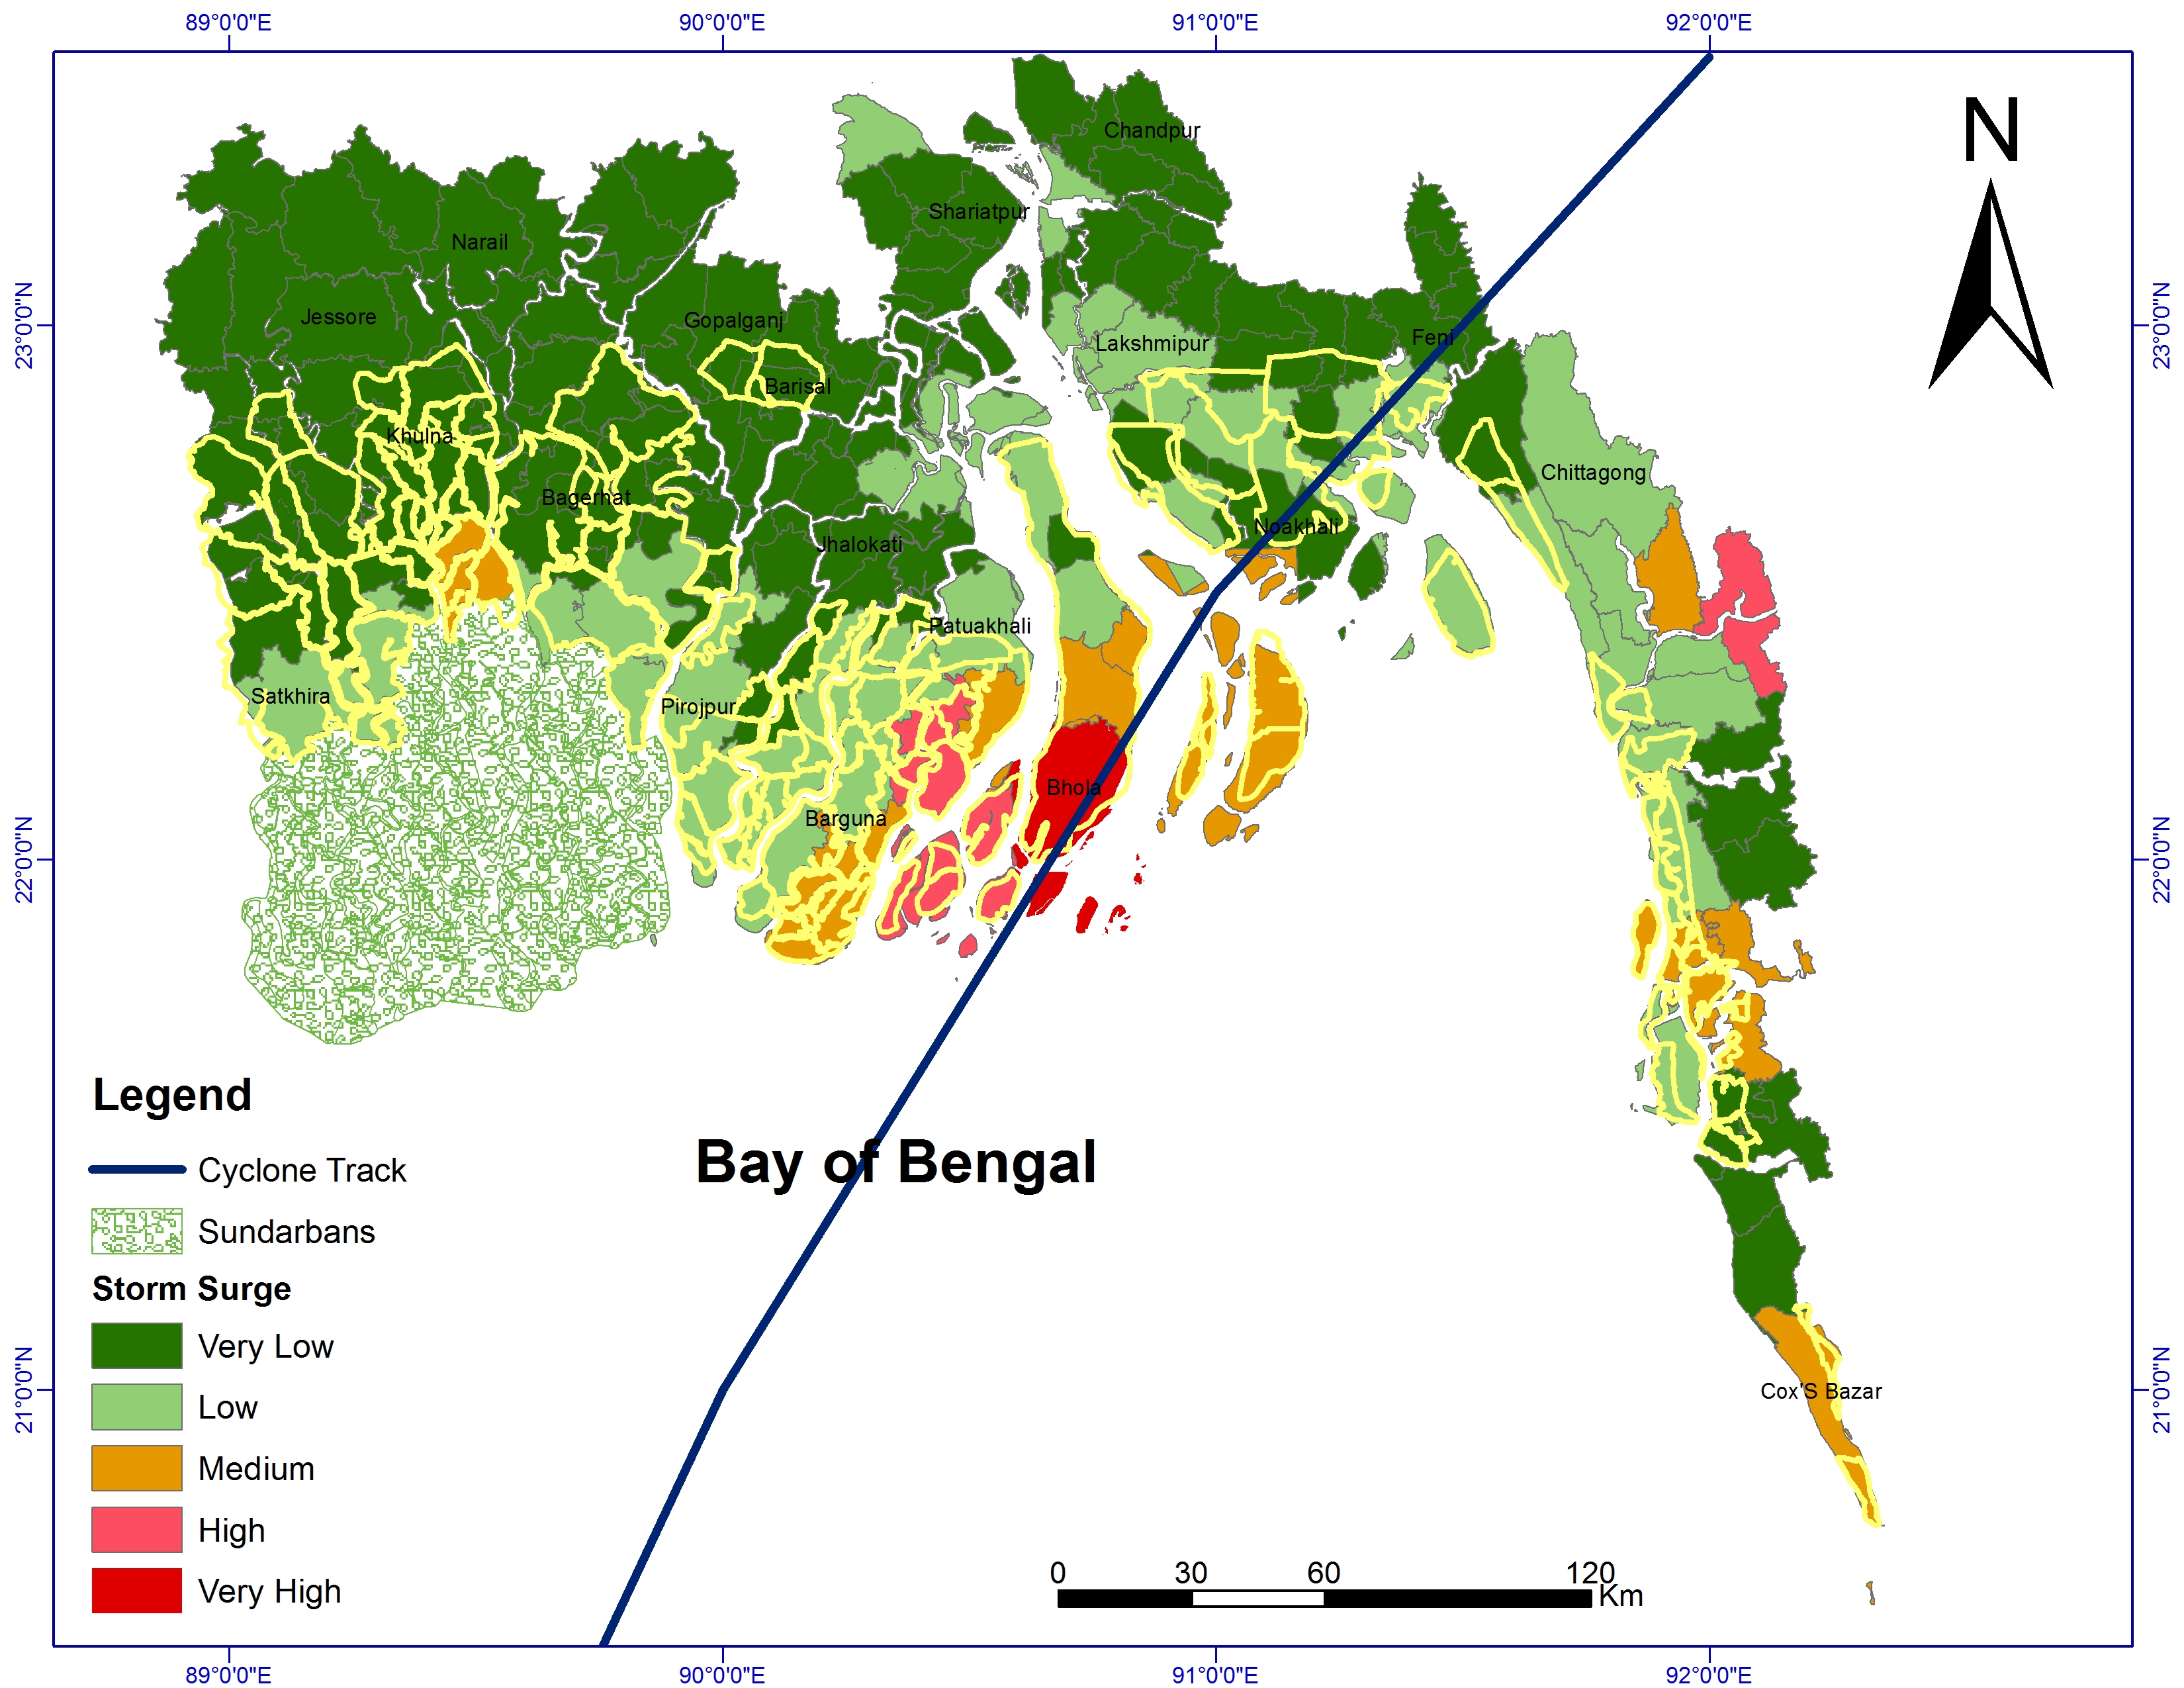 89°0'0"E
90°0'0"E
91°0'0"E
92°0'0"E
N
Chandpur
Shariatpur
Narail
23°0'0"N
23°0'0"N
Jessore
Gopalganj
Lakshmipur
Feni
Barisal
Khulna
Chittagong
Bagerhat
Noakhali
Jhalokati
Patuakhali
Satkhira
Pirojpur
Bhola
Barguna
22°0'0"N
22°0'0"N
Legend
Cyclone Track
Bay of Bengal
Sundarbans
Storm Surge
Very Low
Low
Medium
High
Very High
21°0'0"N
21°0'0"N
Cox'S Bazar
0 30 60 120
Km
89°0'0"E
90°0'0"E
91°0'0"E
92°0'0"E